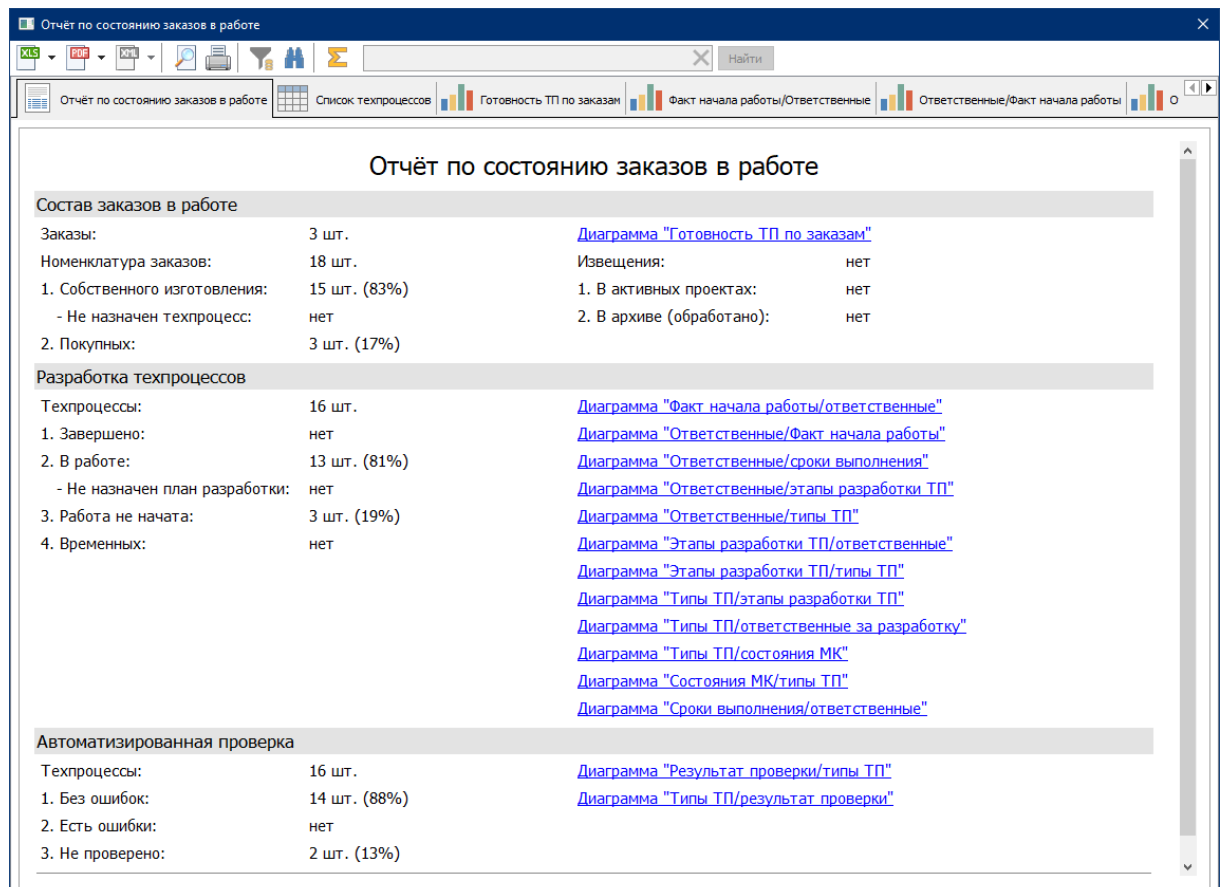 Отчёт по состоянию заказов в работе
XLS PDF XML Найти
Отчёт по состоянию заказов в работе Список техпроцессов Готовность ТП по заказам Факт начала работы/Ответственные Ответственные/Факт начала работы О
Отчёт по состоянию заказов в работе
Состав заказов в работе
Заказы: 3 шт. Диаграмма "Готовность ТП по заказам"
Номенклатура заказов: 18 шт. Извещения: нет
1. Собственного изготовления: 15 шт. (83%) 1. В активных проектах: нет
- Не назначен техпроцесс: нет 2. В архиве (обработано): нет
2. Покупных: 3 шт. (17%)
Разработка техпроцессов
Техпроцессы: 16 шт. Диаграмма "Факт начала работы/ответственные"
1. Завершено: нет Диаграмма "Ответственные/Факт начала работы"
2. В работе: 13 шт. (81%) Диаграмма "Ответственные/сроки выполнения"
- Не назначен план разработки: нет Диаграмма "Ответственные/этапы разработки ТП"
3. Работа не начата: 3 шт. (19%) Диаграмма "Ответственные/типы ТП"
4. Временных: нет Диаграмма "Этапы разработки ТП/ответственные"
Диаграмма "Этапы разработки ТП/типы ТП"
Диаграмма "Типы ТП/этапы разработки ТП"
Диаграмма "Типы ТП/ответственные за разработку"
Диаграмма "Типы ТП/состояния МК"
Диаграмма "Состояния МК/типы ТП"
Диаграмма "Сроки выполнения/ответственные"
Автоматизированная проверка
Техпроцессы: 16 шт. Диаграмма "Результат проверки/типы ТП"
1. Без ошибок: 14 шт. (88%) Диаграмма "Типы ТП/результат проверки"
2. Есть ошибки: нет
3. Не проверено: 2 шт. (13%)